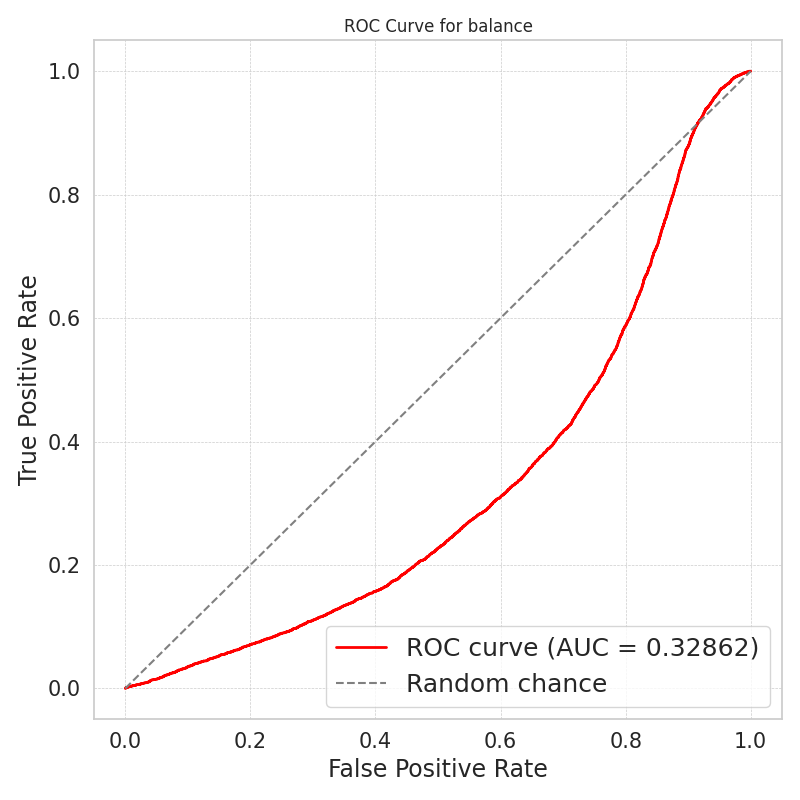 ROC Curve for balance
1.0
0.8
0.6
0.4
0.2
0.0
True Positive Rate
ROC curve (AUC = 0.32862)
Random chance
0.0 0.2 0.4 0.6 0.8 1.0
False Positive Rate